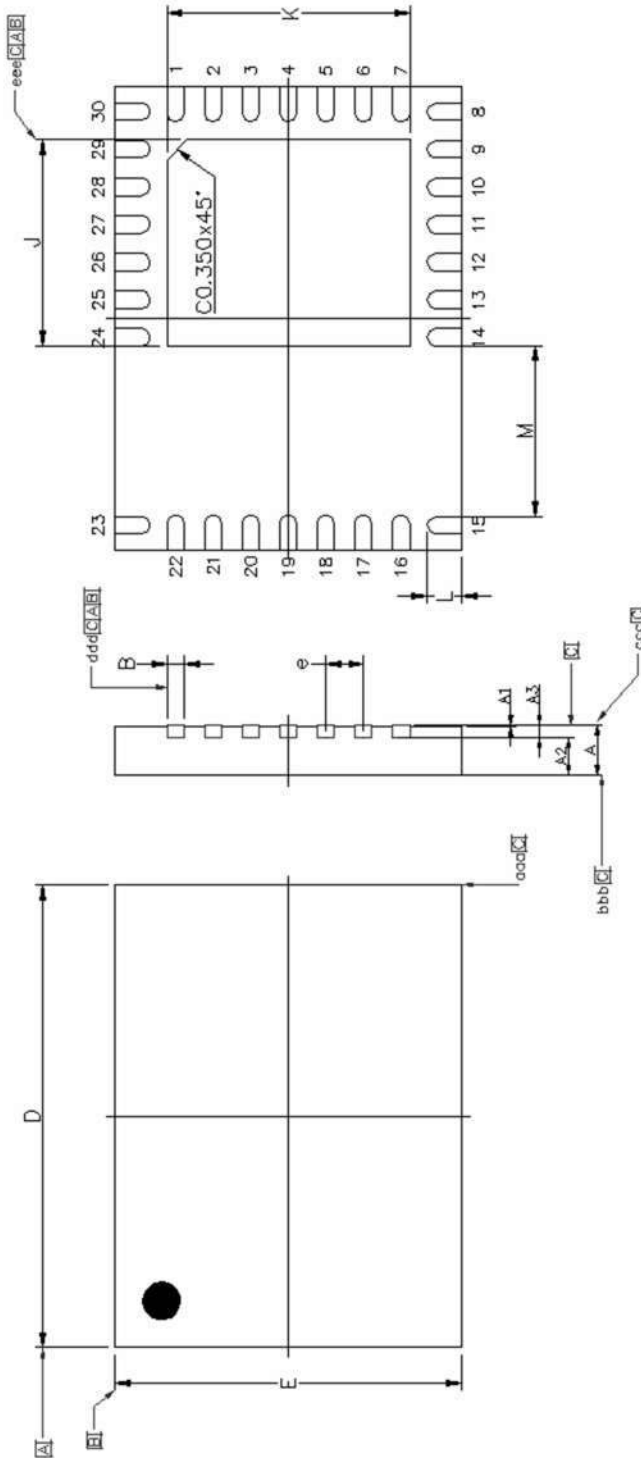 eee C A B
J
K
30 29 28 27 26 25 24 23
1 2 3 4 5 6 7
C0.350x45°
8 9 10 11 12 13 14 15
22 21 20 19 18 17 16
M
L
ddd C A B
B
e
A1
A3
A2
A
C
ccc C
bbb C
D
E
A
B
aaa C